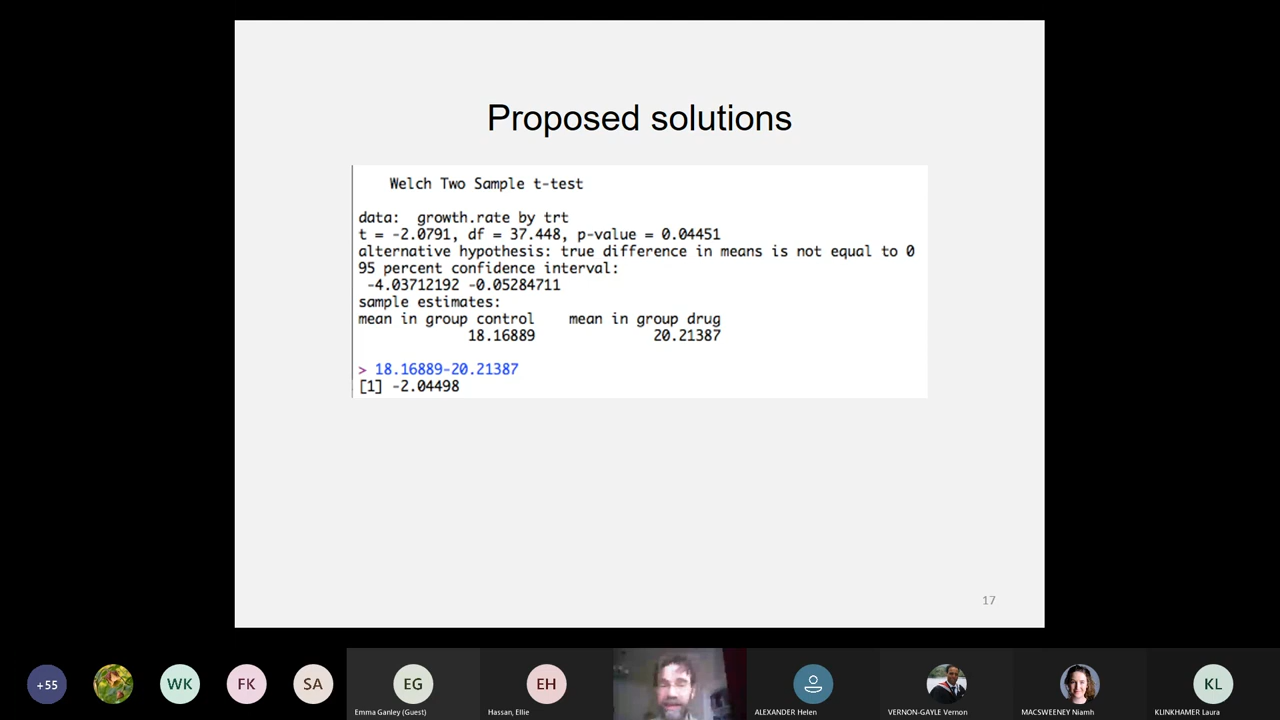 Proposed solutions
Welch Two Sample t-test
data:  growth.rate by trt
t = -2.0791, df = 37.448, p-value = 0.04451
alternative hypothesis: true difference in means is not equal to 0
95 percent confidence interval:
-4.03712192 -0.05284711
sample estimates:
mean in group control    mean in group drug
18.16889    20.21387
> 18.16889-20.21387
[1] -2.04498
17
+55
WK
FK
SA
EG
EH
KL
Emma Ganley (Guest)
Hassan, Ellie
ALEXANDER Helen
VERNON-GAYLE Vernon
MACSWEENEY Niamh
KLINKHAMER Laura